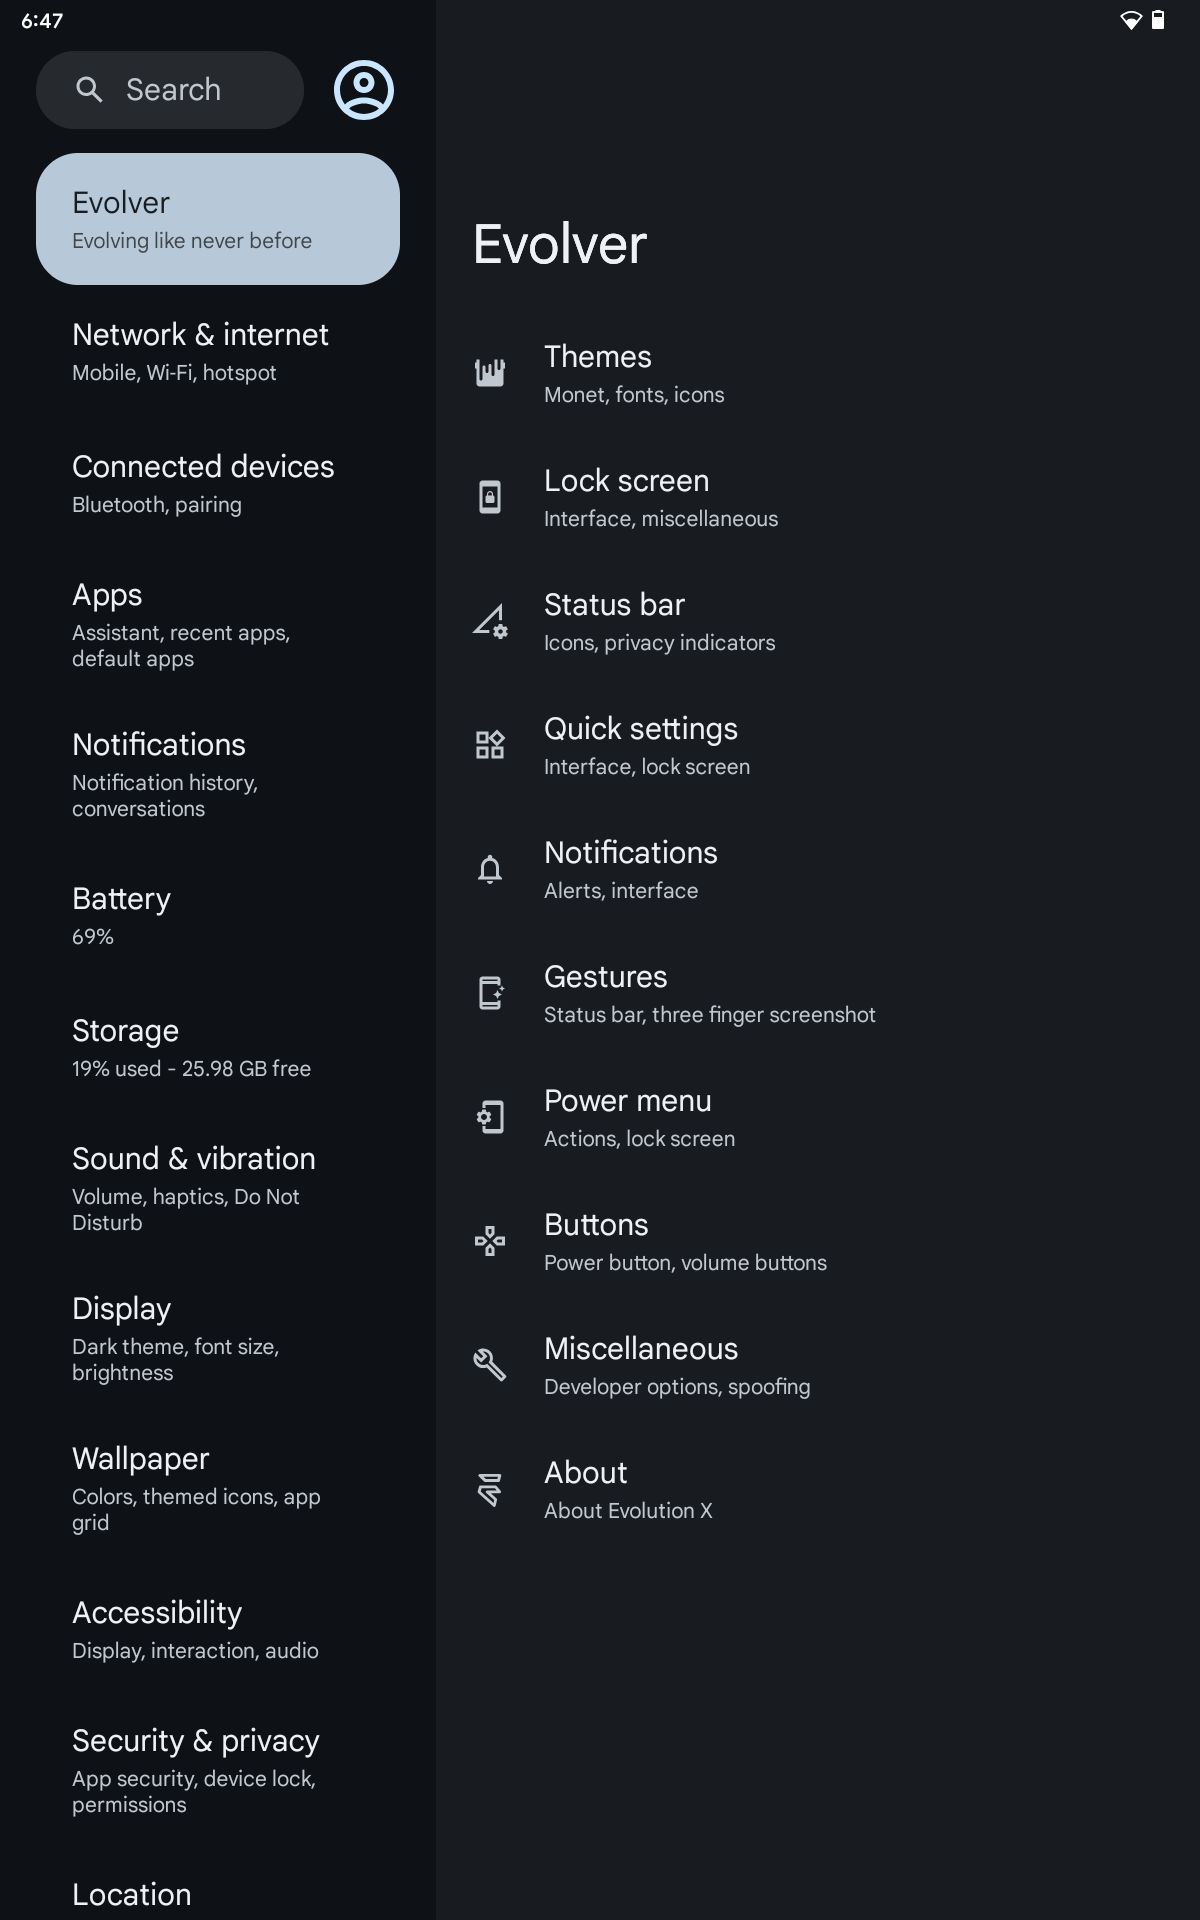 6:47
Search
Evolver
Evolving like never before
Network & internet
Mobile, Wi-Fi, hotspot
Connected devices
Bluetooth, pairing
Apps
Assistant, recent apps,
default apps
Notifications
Notification history,
conversations
Battery
69%
Storage
19% used - 25.98 GB free
Sound & vibration
Volume, haptics, Do Not
Disturb
Display
Dark theme, font size,
brightness
Wallpaper
Colors, themed icons, app
grid
Accessibility
Display, interaction, audio
Security & privacy
App security, device lock,
permissions
Location
Evolver
Themes
Monet, fonts, icons
Lock screen
Interface, miscellaneous
Status bar
Icons, privacy indicators
Quick settings
Interface, lock screen
Notifications
Alerts, interface
Gestures
Status bar, three finger screenshot
Power menu
Actions, lock screen
Buttons
Power button, volume buttons
Miscellaneous
Developer options, spoofing
About
About Evolution X